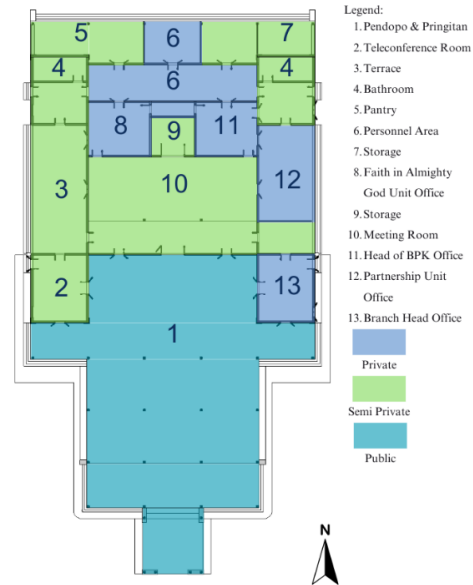 Legend:
1. Pendopo & Pringitan
2. Teleconference Room
3. Terrace
4. Bathroom
5. Pantry
6. Personnel Area
7. Storage
8. Faith in Almighty
God Unit Office
9. Storage
10. Meeting Room
11. Head of BPK Office
12. Partnership Unit
Office
13. Branch Head Office
Private
Semi Private
Public
5
6
7
4
6
4
8
9
11
3
10
12
2
13
1
N